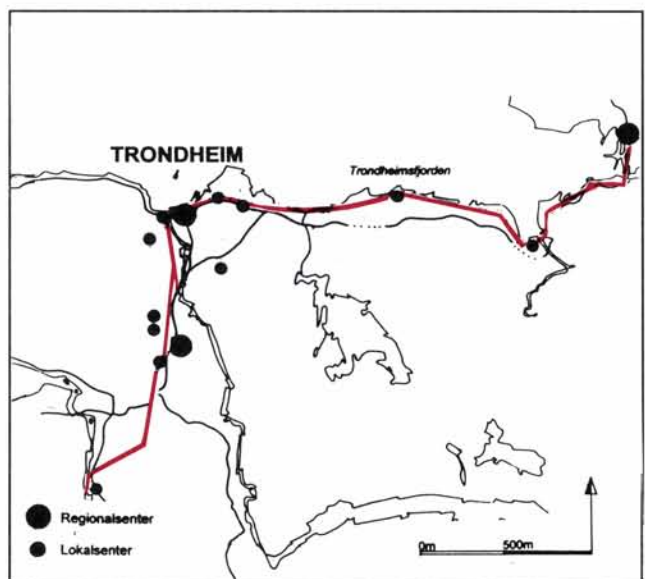 TRONDHEIM
Trondheimsfjorden
Regionalsenter
Lokalsenter
0m 500m